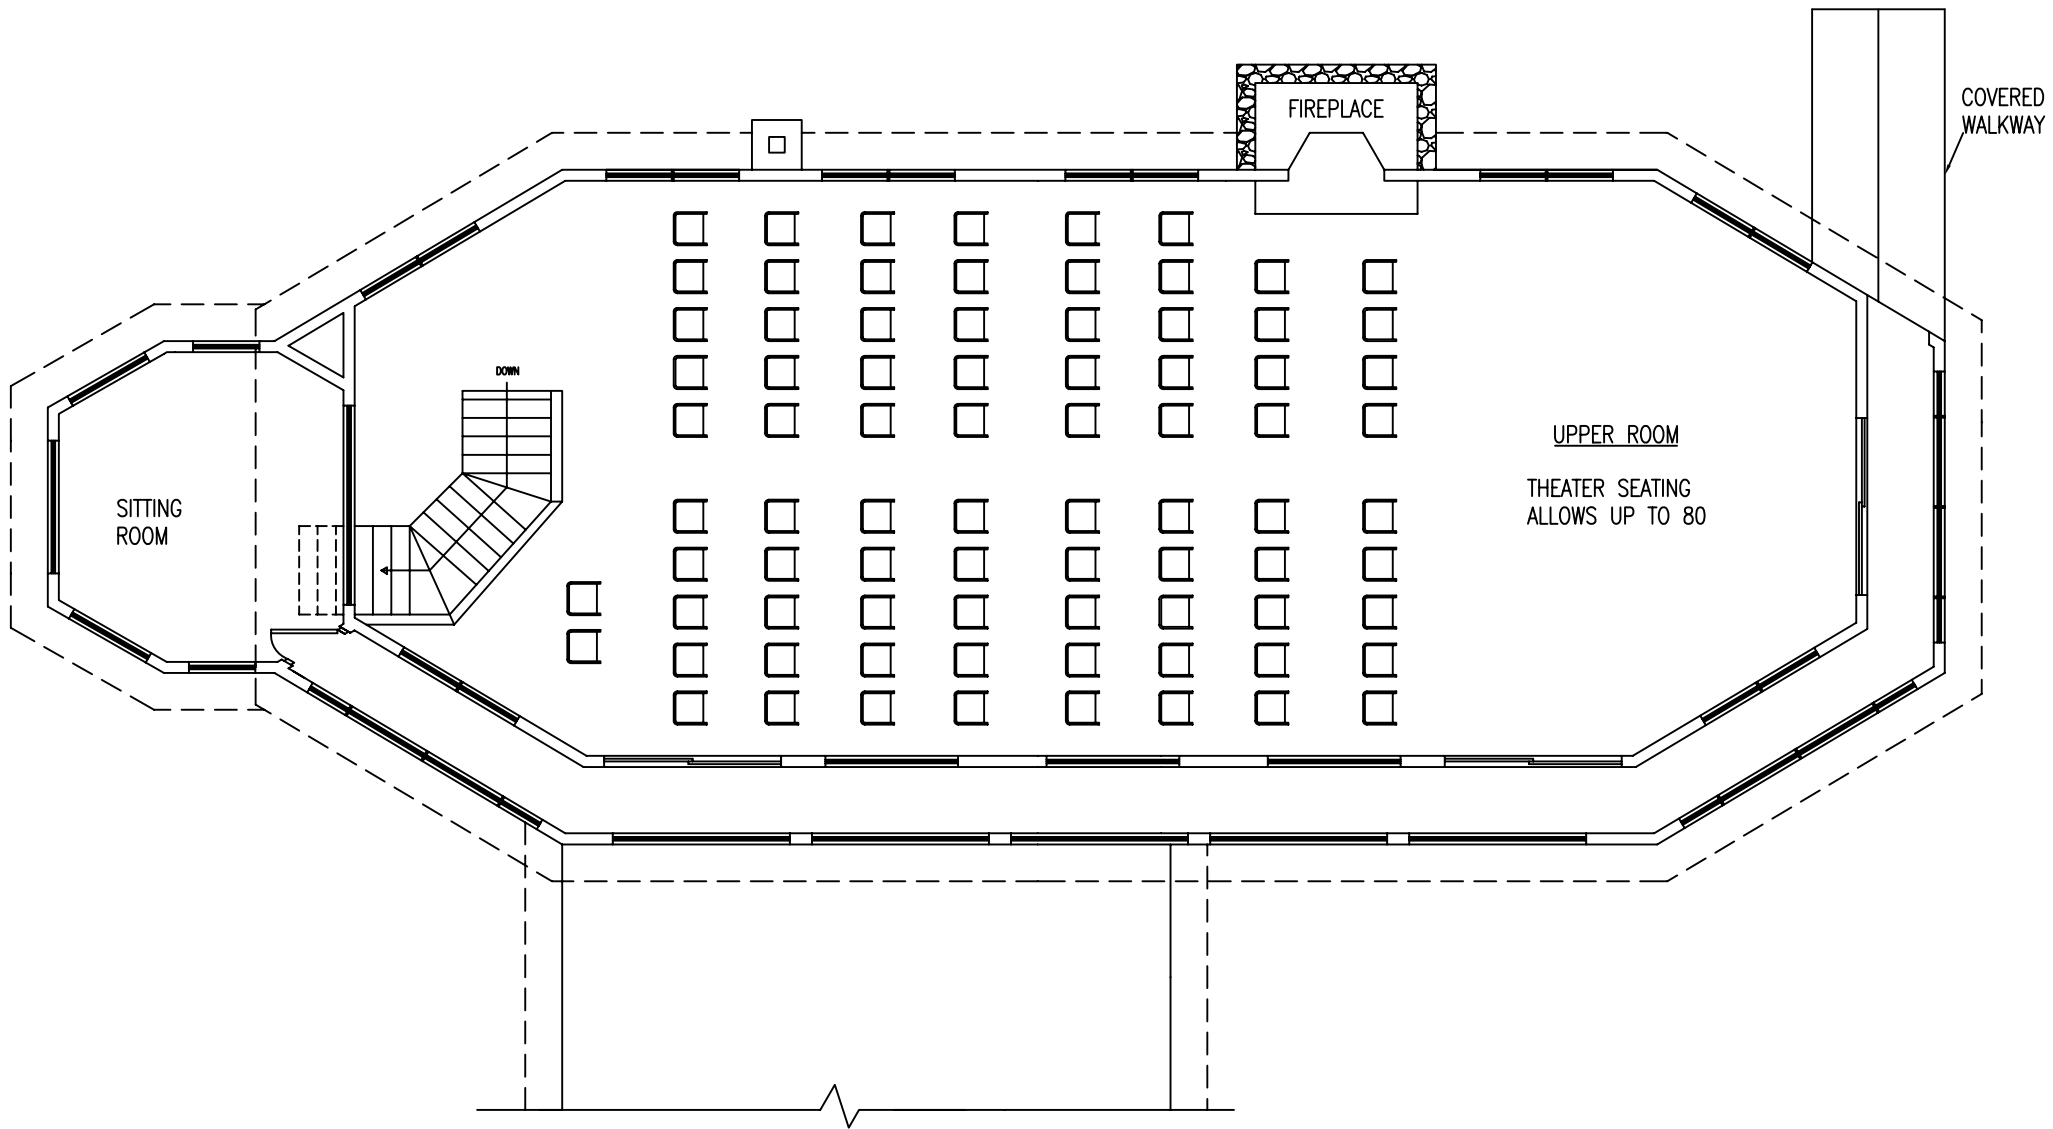 FIREPLACE
COVERED
WALKWAY
DOWN
UPPER ROOM
THEATER SEATING
ALLOWS UP TO 80
SITTING
ROOM